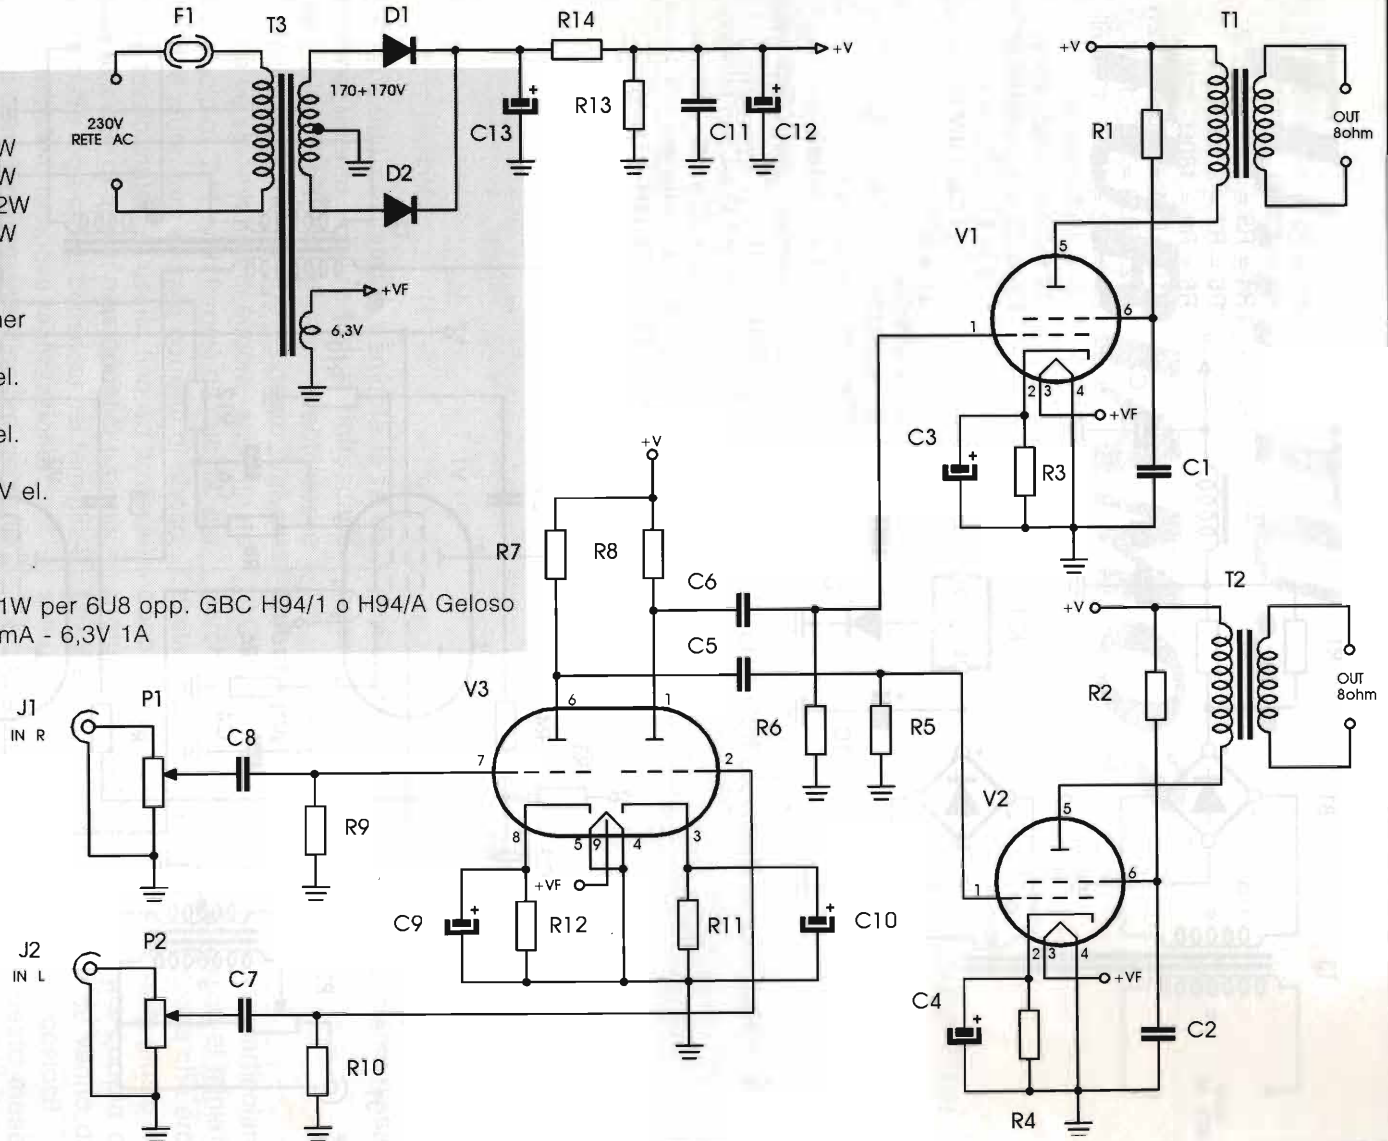 F1
T3
D1
R14
+V
170+170V
230V
RETE AC
C13
R13
C11
C12
D2
+VF
6,3V
W
W
2W
W
ner
el.
el.
V el.
1W per 6U8 opp. GBC H94/1 o H94/A Geloso
mA - 6,3V 1A
T1
+V
R1
OUT
8ohm
V1
5
6
1
2
3
4
+VF
C3
R3
C1
+V
R7
R8
C6
C5
V3
6
1
7
2
8
5
9
4
3
R6
R5
J1
IN R
P1
C8
R9
+VF
C9
R12
R11
C10
J2
IN L
P2
C7
R10
T2
+V
R2
OUT
8ohm
V2
5
6
1
2
3
4
+VF
C4
R4
C2